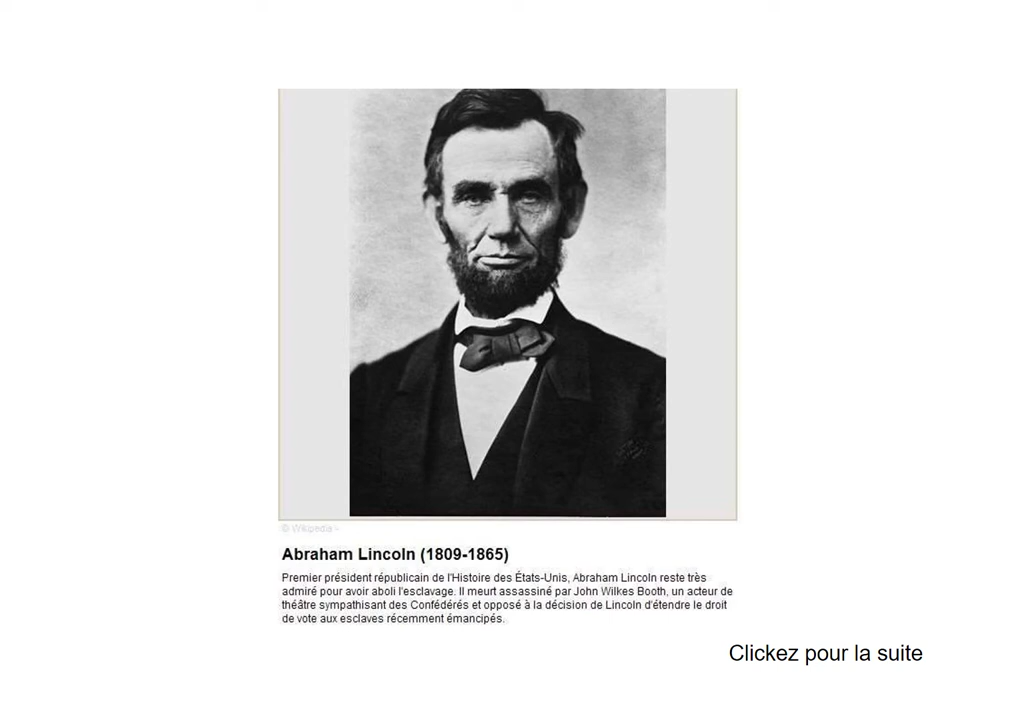 © Wikipedia -
Abraham Lincoln (1809-1865)
Premier président républicain de l'Histoire des États-Unis, Abraham Lincoln reste très
admiré pour avoir aboli l'esclavage. Il meurt assassiné par John Wilkes Booth, un acteur de
théâtre sympathisant des Confédérés et opposé à la décision de Lincoln d'étendre le droit
de vote aux esclaves récemment émancipés.
Clickez pour la suite